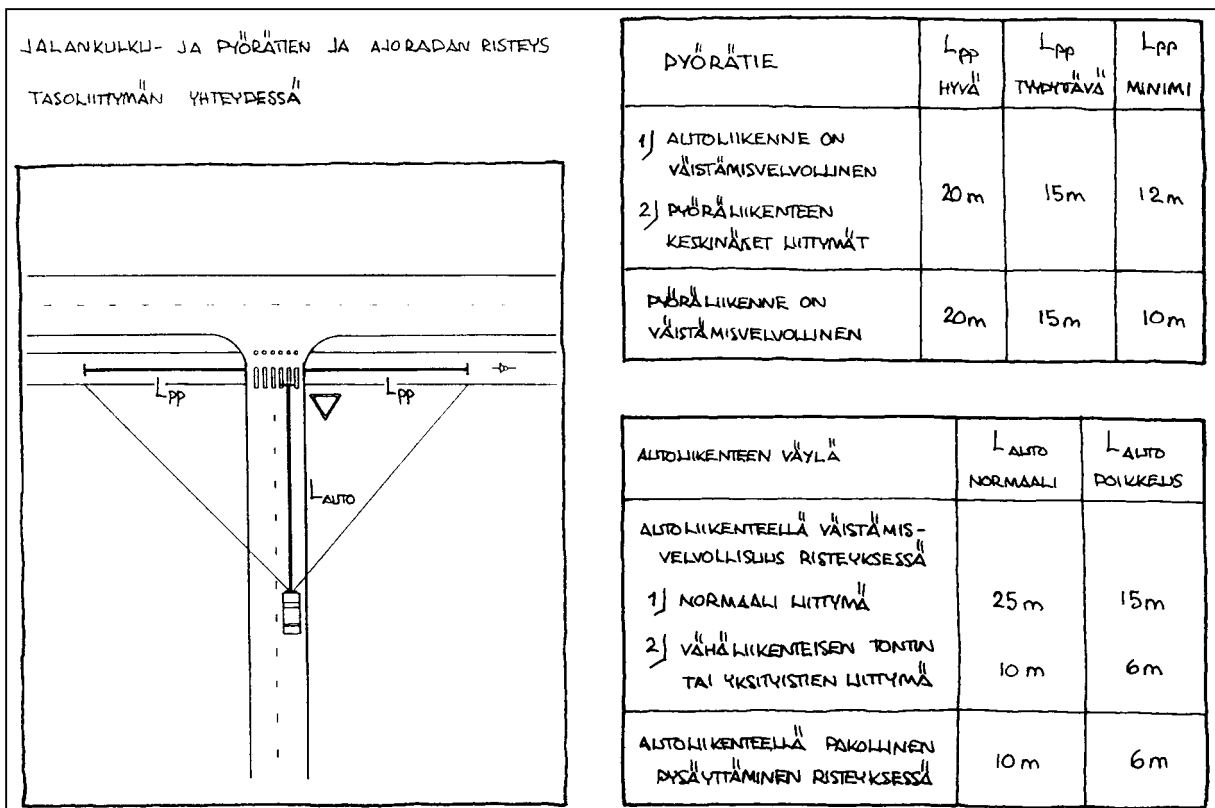 JALANKULKU- JA PYÖRÄTIEN JA AJORADAN RISTEYS
TASOLIITTYMÄN YHTEYDESSÄ
LPP
LPP
LAUTO
PYÖRÄTIE
LPP HYVÄ
LPP TYYDYTTÄVÄ
LPP MINIMI
1) AUTOLIIKENNE ON
VÄISTÄMISVELVOLLINEN
2) PYÖRÄLIIKENTEEN
KESKINÄISET LIITTYMÄT
20 m
15 m
12 m
PYÖRÄLIIKENNE ON
VÄISTÄMISVELVOLLINEN
20 m
15 m
10 m
AUTOLIIKENTEEN VÄYLÄ
LAUTO NORMAALI
LAUTO POIKKEUS
AUTOLIIKENTEELLÄ VÄISTÄMIS-
VELVOLLISUUS RISTEYKSESSÄ
1) NORMAALI LIITTYMÄ
25 m
15 m
2) VÄHÄLIIKENTEISEN TONTIN
TAI YKSITYISTIEN LIITTYMÄ
10 m
6 m
AUTOLIIKENTEELLÄ PAKOLLINEN
PYSÄYTTÄMINEN RISTEYKSESSÄ
10 m
6 m